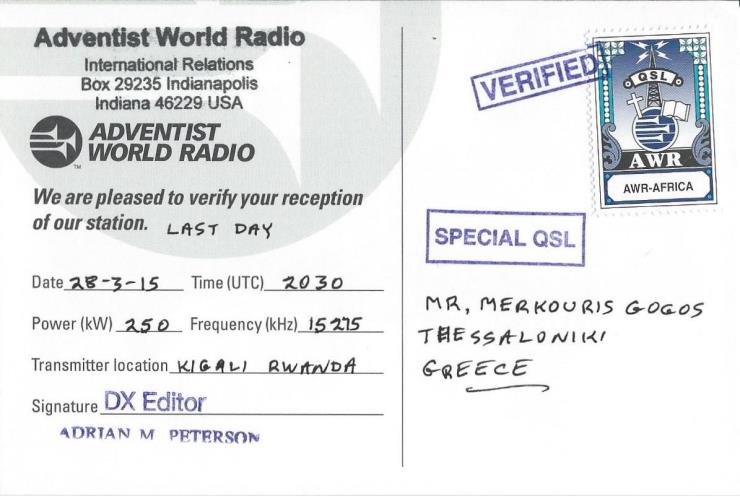 Adventist World Radio
International Relations
Box 29235 Indianapolis
Indiana 46229 USA
ADVENTIST
WORLD RADIO
TM
We are pleased to verify your reception
of our station. LAST DAY
Date 28-3-15 Time (UTC) 2030
Power (kW) 250 Frequency (kHz) 15275
Transmitter location KIGALI RWANDA
Signature DX Editor
ADRIAN M PETERSON
VERIFIED
QSL
AWR
AWR-AFRICA
SPECIAL QSL
MR, MERKOURIS GOGOS
THESSALONIKI
GREECE